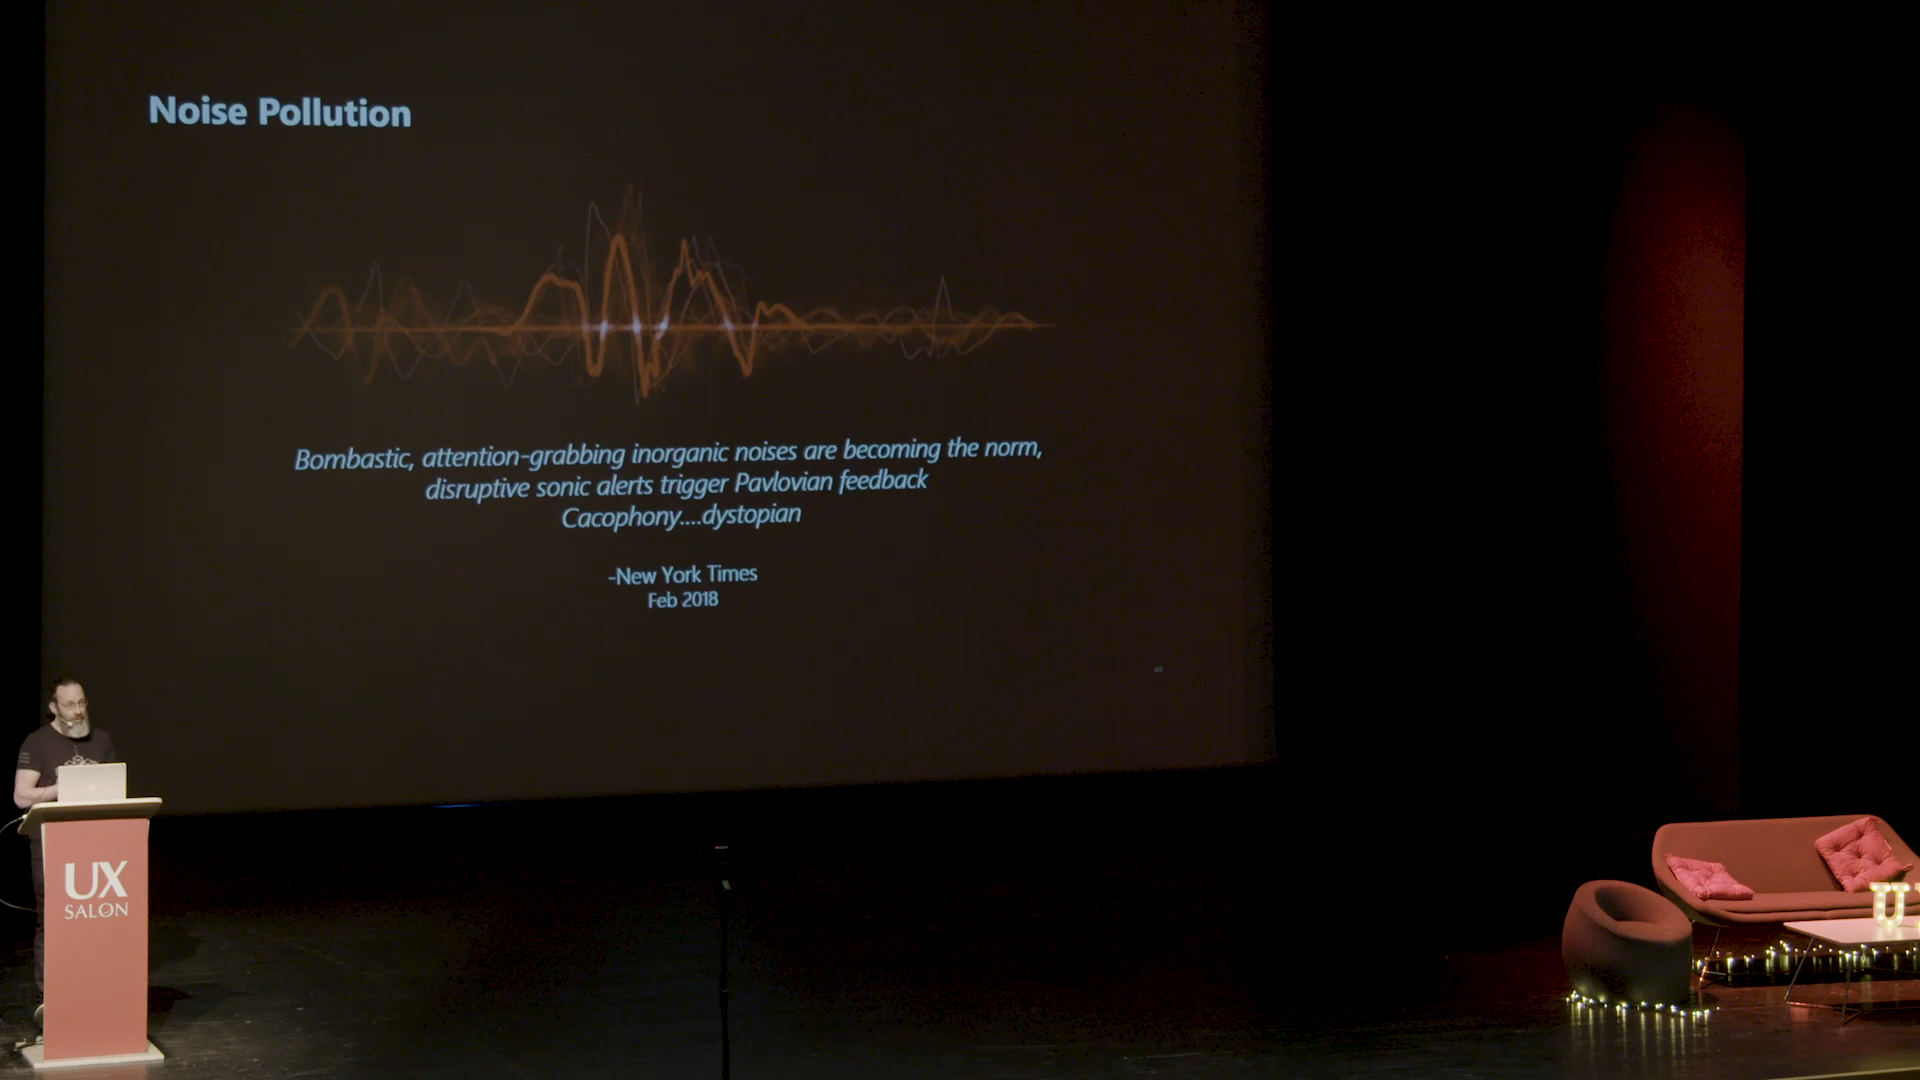 Noise Pollution
Bombastic, attention-grabbing inorganic noises are becoming the norm,
disruptive sonic alerts trigger Pavlovian feedback
Cacophony....dystopian
-New York Times
Feb 2018
UX
SALON
U